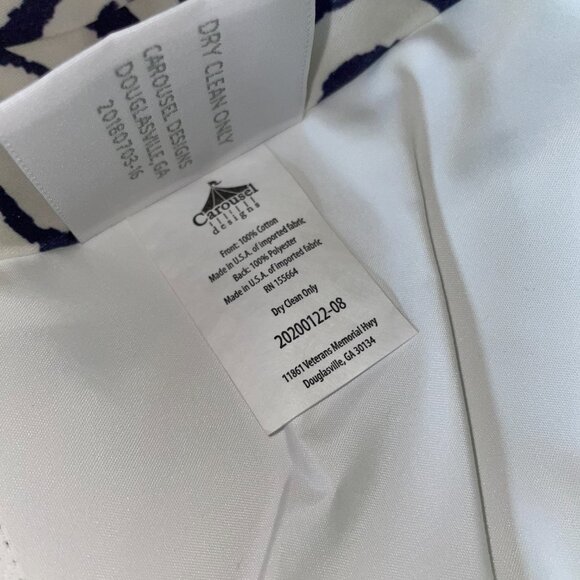 DRY CLEAN ONLY
CAROUSEL DESIGNS
DOUGLASVILLE, GA
20180703-16
Carousel
designs
Front: 100% Cotton
Made in U.S.A. of imported fabric
Back: 100% Polyester
Made in U.S.A. of imported fabric
RN 155664
Dry Clean Only
20200122-08
11861 Veterans Memorial Hwy
Douglasville, GA 30134